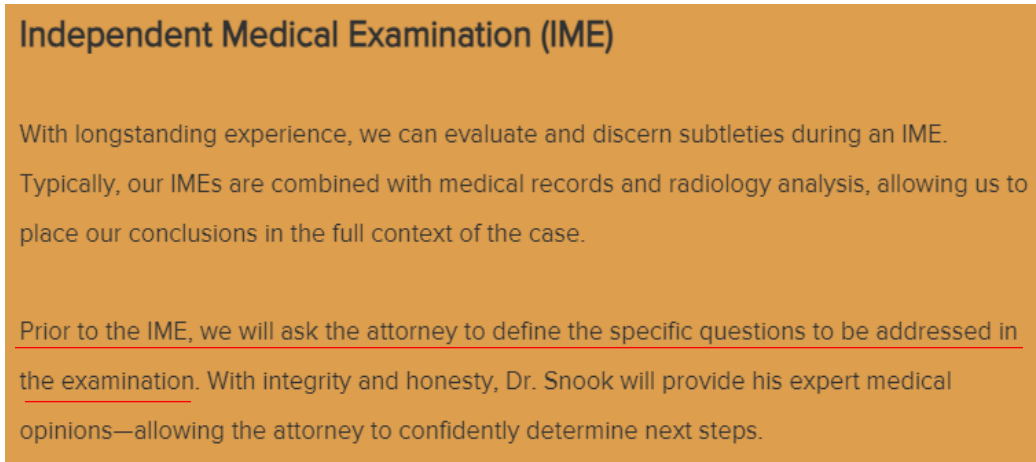 Independent Medical Examination (IME)
With longstanding experience, we can evaluate and discern subtleties during an IME.
Typically, our IMEs are combined with medical records and radiology analysis, allowing us to
place our conclusions in the full context of the case.
Prior to the IME, we will ask the attorney to define the specific questions to be addressed in
the examination. With integrity and honesty, Dr. Snook will provide his expert medical
opinions—allowing the attorney to confidently determine next steps.